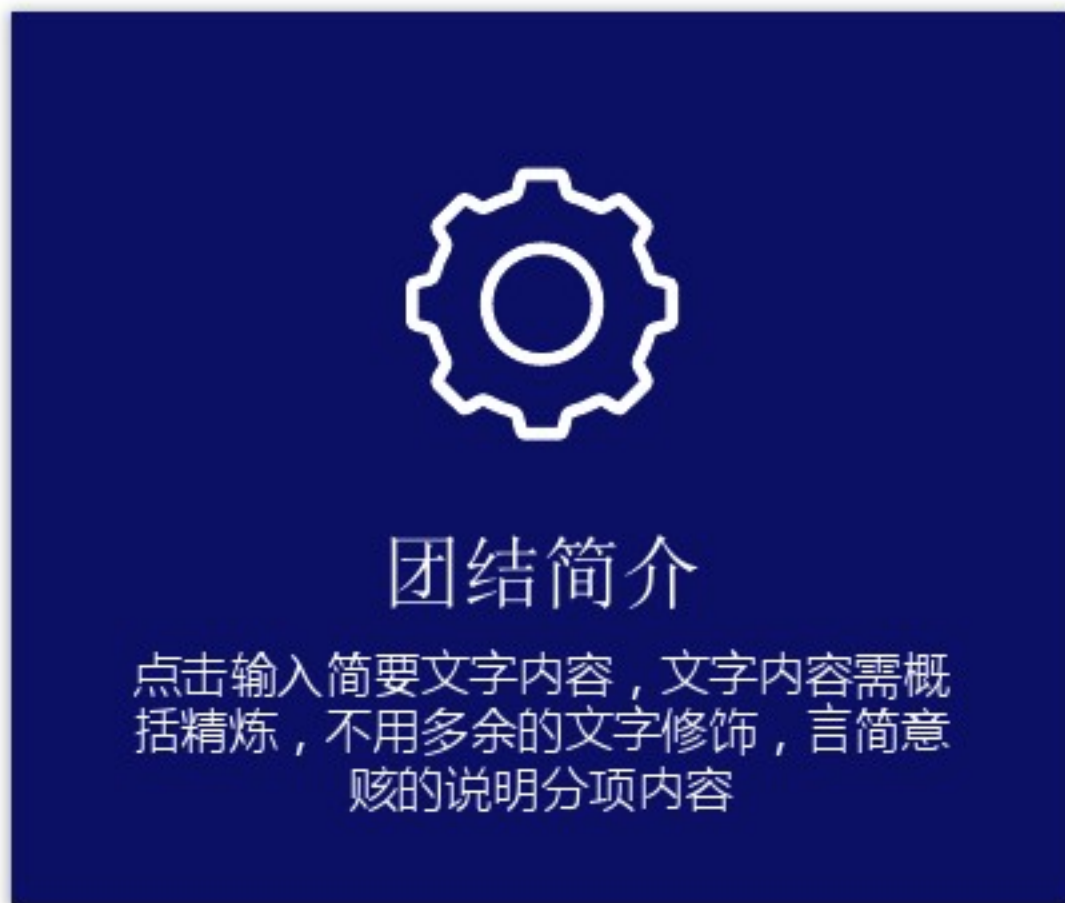 团结简介
点击输入简要文字内容，文字内容需概
括精炼，不用多余的文字修饰，言简意
赅的说明分项内容